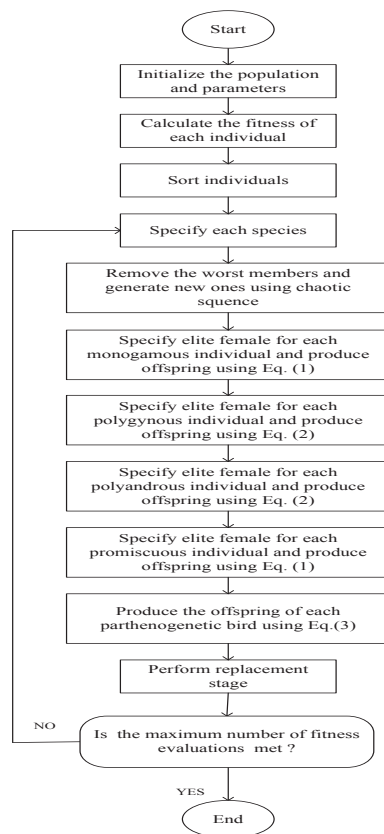 Start
Initialize the population
and parameters
Calculate the fitness of
each individual
Sort individuals
Specify each species
Remove the worst members and
generate new ones using chaotic
squence
Specify elite female for each
monogamous individual and produce
offspring using Eq. (1)
Specify elite female for each
polygynous individual and produce
offspring using Eq. (2)
Specify elite female for each
polyandrous individual and produce
offspring using Eq. (2)
Specify elite female for each
promiscuous individual and produce
offspring using Eq. (1)
Produce the offspring of each
parthenogenetic bird using Eq.(3)
Perform replacement
stage
NO
Is the maximum number of fitness
evaluations met ?
YES
End